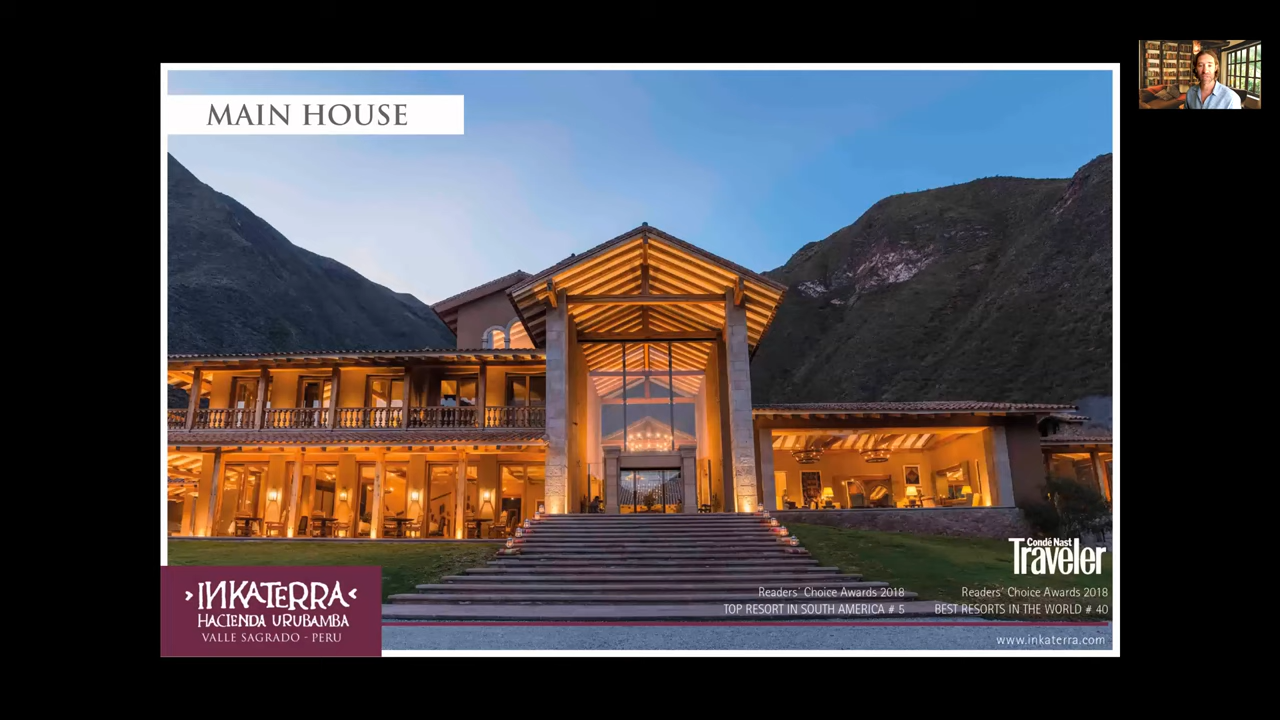 MAIN HOUSE
Condé Nast
Traveler
Readers' Choice Awards 2018
TOP RESORT IN SOUTH AMERICA # 5
Readers' Choice Awards 2018
BEST RESORTS IN THE WORLD # 40
INKATERRA
HACIENDA URUBAMBA
VALLE SAGRADO - PERU
www.inkaterra.com